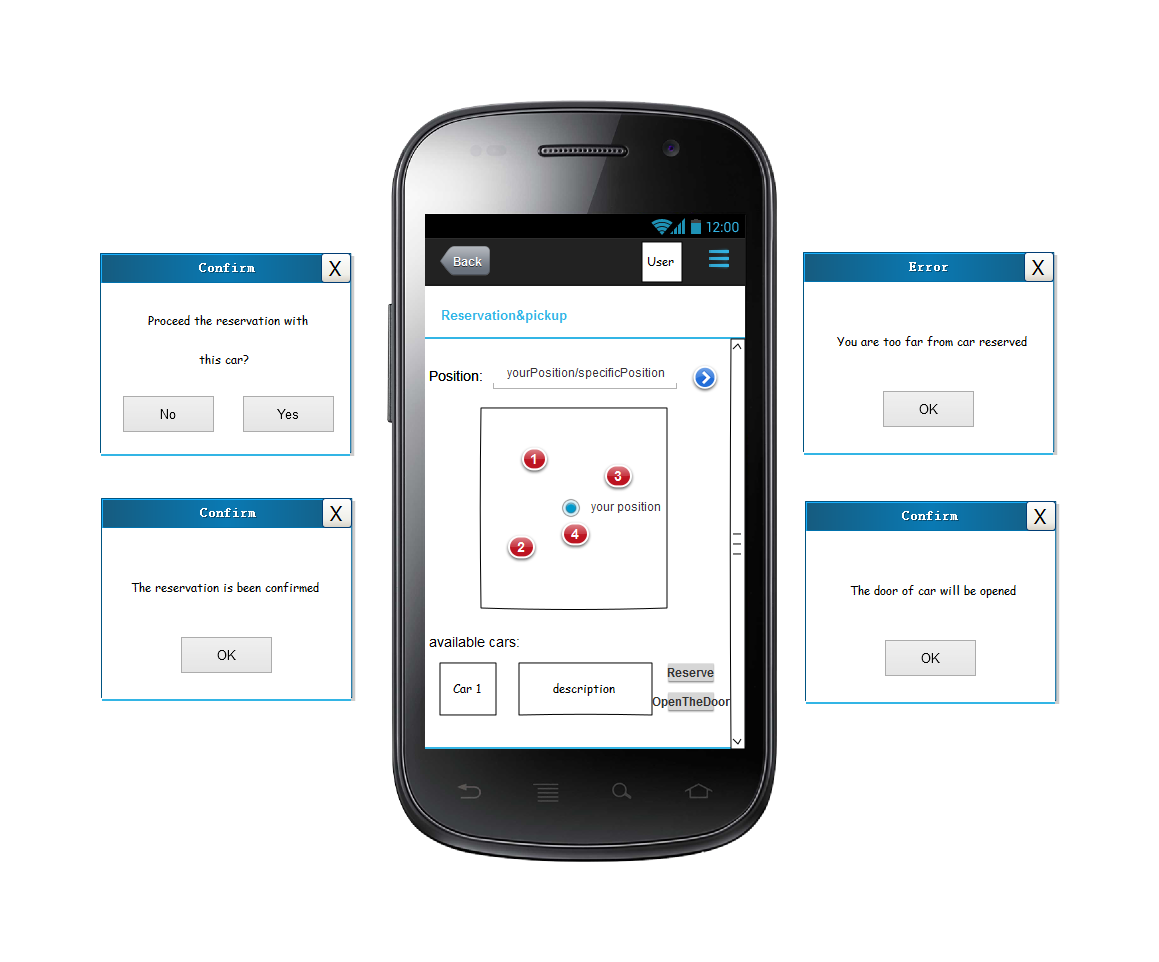 12:00
Back
User
Reservation&pickup
Position:
yourPosition/specificPosition
1
3
your position
4
2
available cars:
Car 1
description
Reserve
OpenTheDoor
Confirm
X
Proceed the reservation with
this car?
No
Yes
Confirm
X
The reservation is been confirmed
OK
Error
X
You are too far from car reserved
OK
Confirm
X
The door of car will be opened
OK